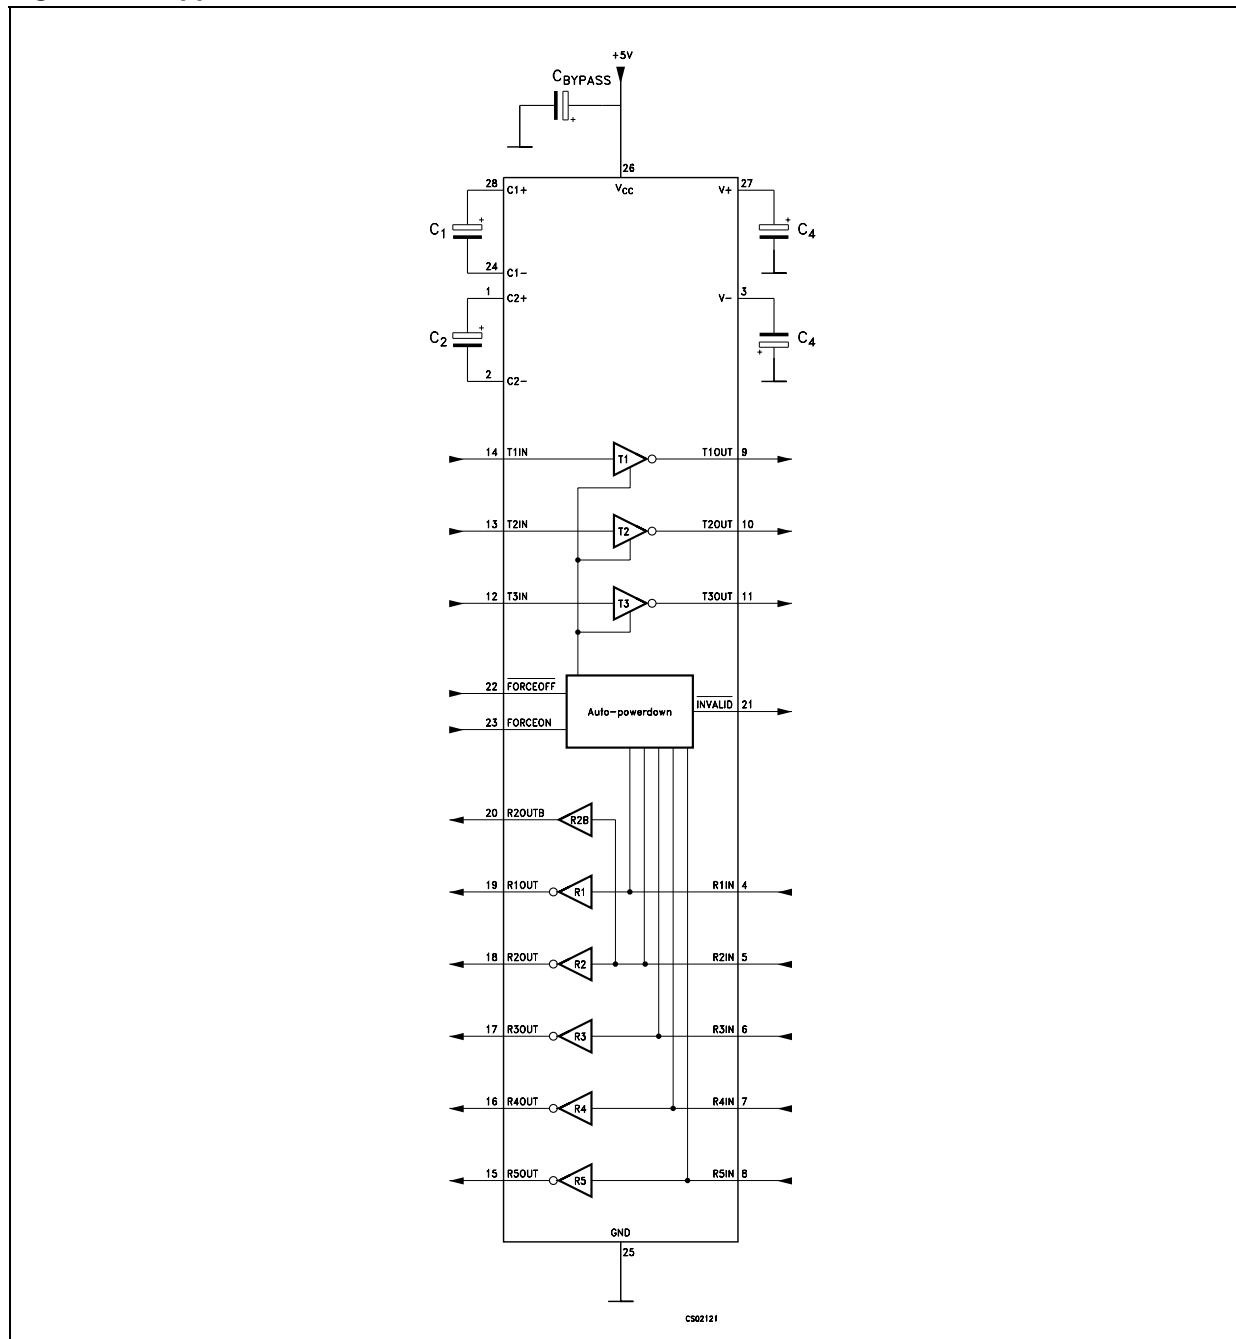 +5V
CBYPASS
26
28 C1+ VCC V+ 27
C1 C4
24 C1-
1 C2+ V- 3
C2 C4
2 C2-
14 T1IN T1 T1OUT 9
13 T2IN T2 T2OUT 10
12 T3IN T3 T3OUT 11
22 FORCEOFF
Auto-powerdown INVALID 21
23 FORCEON
20 R2OUTB R2B
19 R1OUT R1 R1IN 4
18 R2OUT R2 R2IN 5
17 R3OUT R3 R3IN 6
16 R4OUT R4 R4IN 7
15 R5OUT R5 R5IN 8
GND
25
CS02121